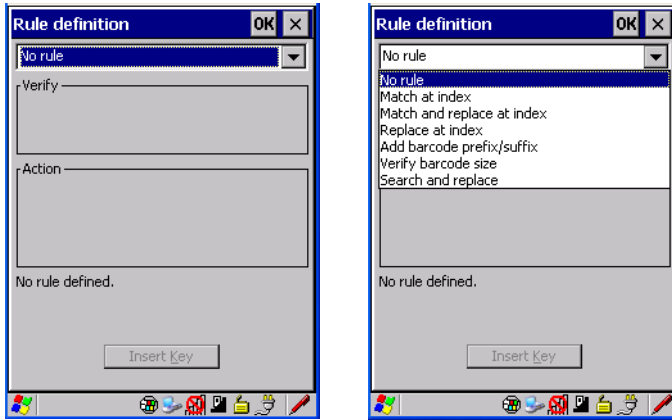 Rule definition OK ×
No rule
Verify
Action
No rule defined.
Insert Key
Rule definition OK ×
No rule
No rule
Match at index
Match and replace at index
Replace at index
Add barcode prefix/suffix
Verify barcode size
Search and replace
No rule defined.
Insert Key